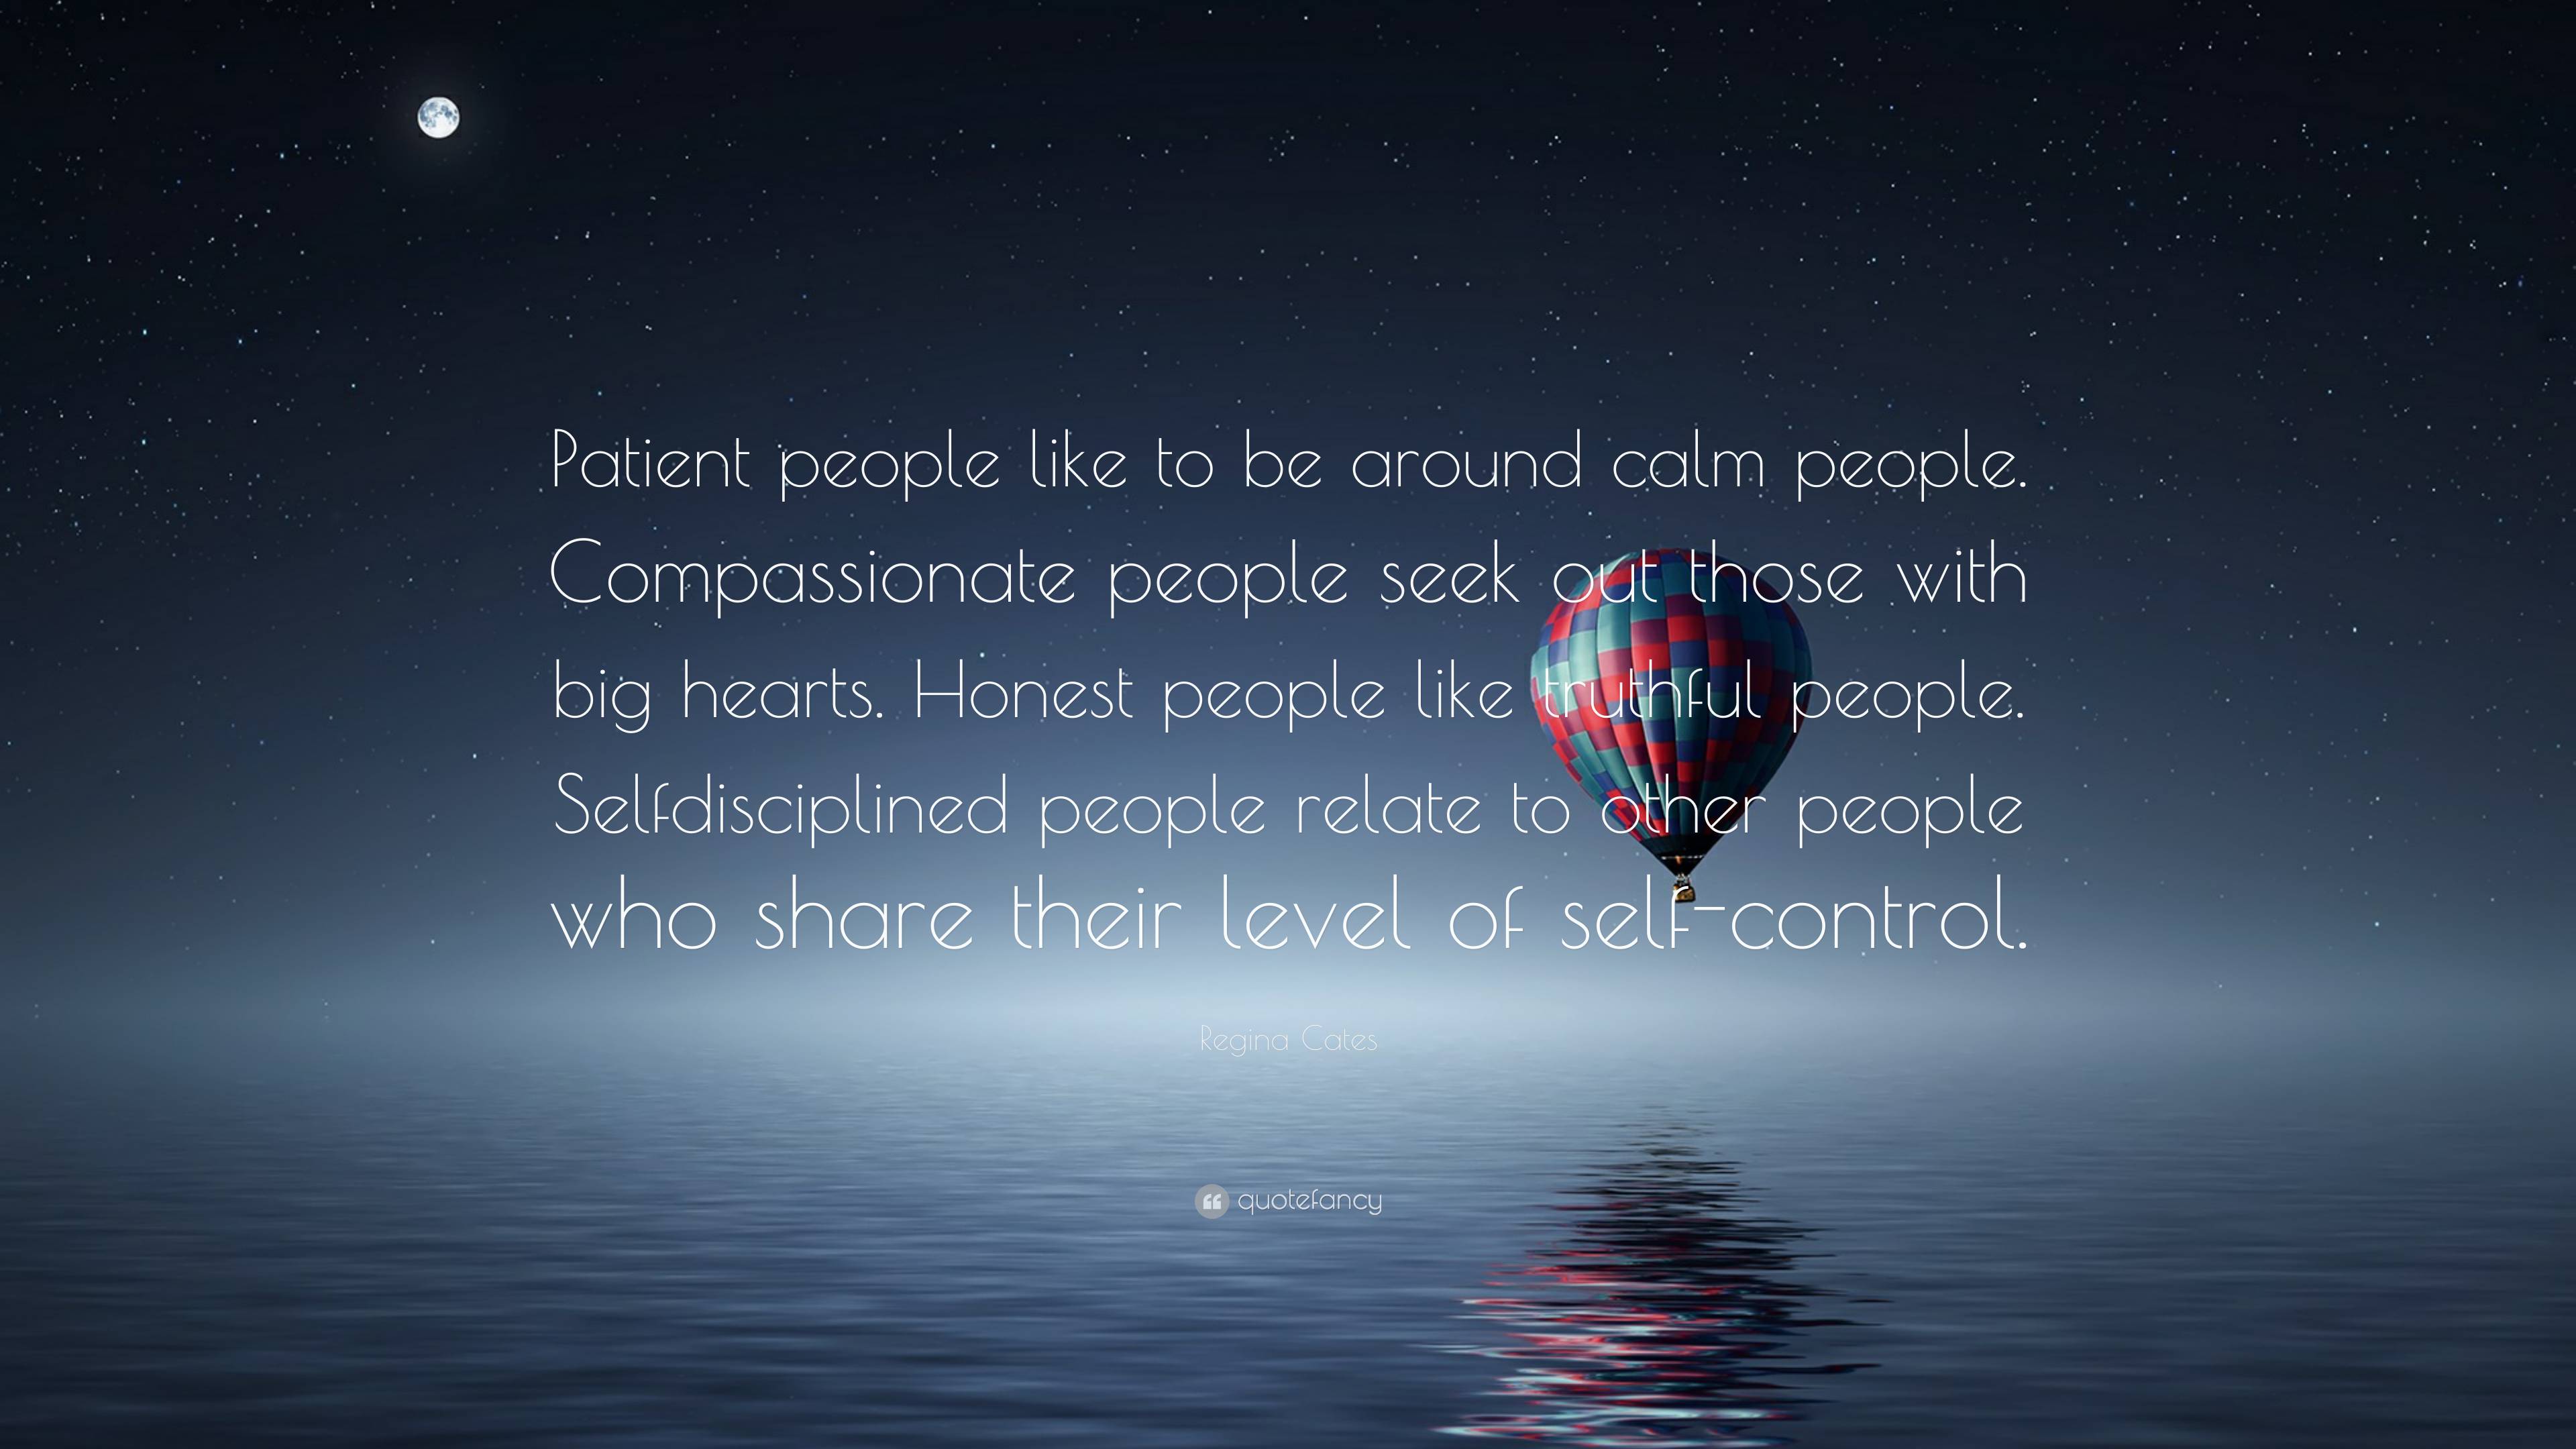 Patient people like to be around calm people.
Compassionate people seek out those with
big hearts. Honest people like truthful people.
Selfdisciplined people relate to other people
who share their level of self-control.
Regina Cates
quotefancy